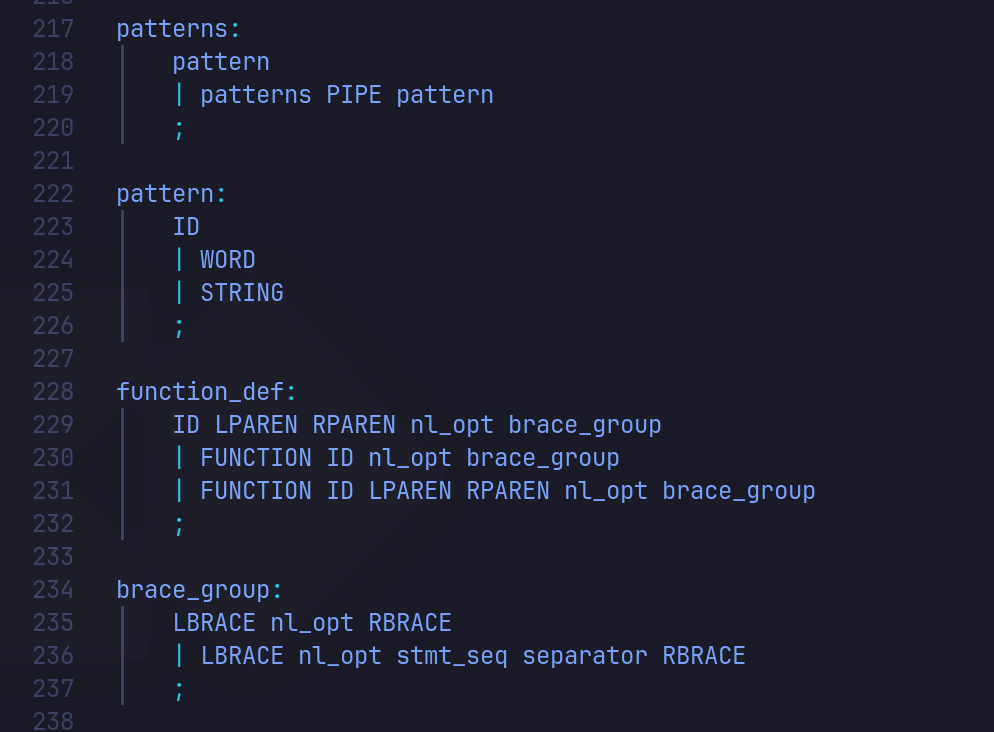 217 patterns:
218 pattern
219 | patterns PIPE pattern
220 ;
221
222 pattern:
223 ID
224 | WORD
225 | STRING
226 ;
227
228 function_def:
229 ID LPAREN RPAREN nl_opt brace_group
230 | FUNCTION ID nl_opt brace_group
231 | FUNCTION ID LPAREN RPAREN nl_opt brace_group
232 ;
233
234 brace_group:
235 LBRACE nl_opt RBRACE
236 | LBRACE nl_opt stmt_seq separator RBRACE
237 ;
238